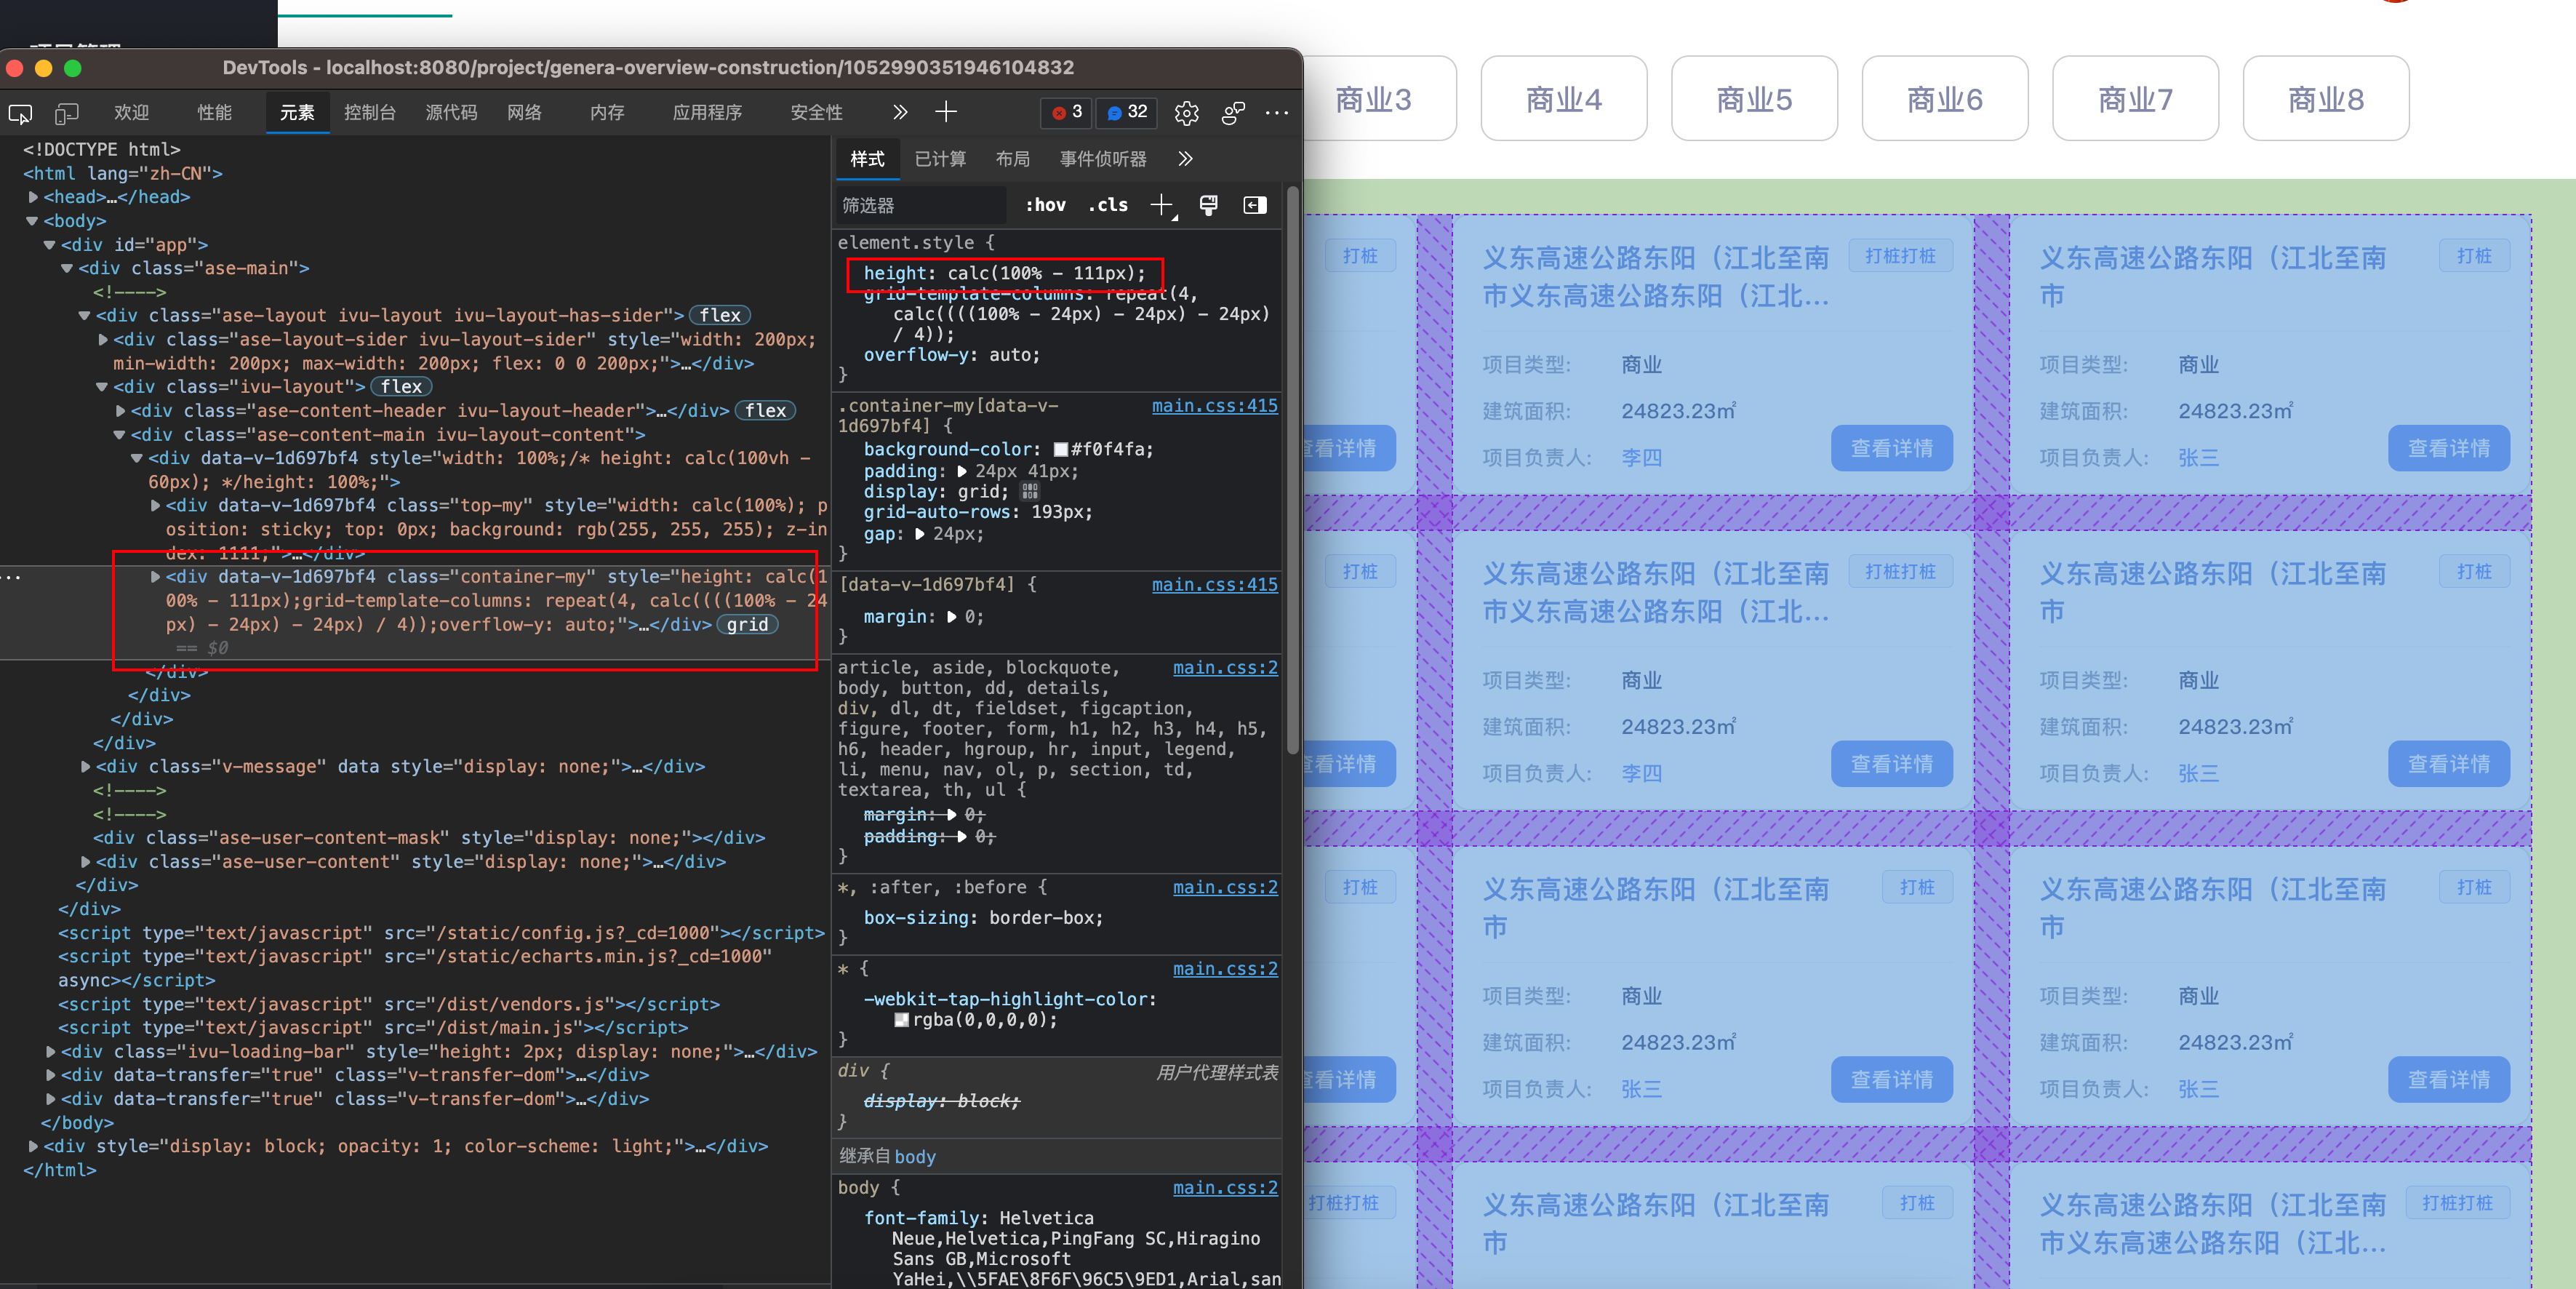 DevTools - localhost:8080/project/genera-overview-construction/1052990351946104832
欢迎
性能
元素
控制台
源代码
网络
内存
应用程序
安全性
3
32
<!DOCTYPE html>
<html lang="zh-CN">
<head>…</head>
<body>
<div id="app">
<div class="ase-main">
<!---->
<div class="ase-layout ivu-layout ivu-layout-has-sider"> flex
<div class="ase-layout-sider ivu-layout-sider" style="width: 200px;
min-width: 200px; max-width: 200px; flex: 0 0 200px;">…</div>
<div class="ivu-layout"> flex
<div class="ase-content-header ivu-layout-header">…</div> flex
<div class="ase-content-main ivu-layout-content">
<div data-v-1d697bf4 style="width: 100%;/* height: calc(100vh -
60px); */height: 100%;">
<div data-v-1d697bf4 class="top-my" style="width: calc(100%); p
osition: sticky; top: 0px; background: rgb(255, 255, 255); z-in
dex: 1111;">…</div>
<div data-v-1d697bf4 class="container-my" style="height: calc(1
00% - 111px);grid-template-columns: repeat(4, calc((((100% - 24
px) - 24px) - 24px) / 4));overflow-y: auto;">…</div> grid
== $0
</div>
</div>
</div>
</div>
<div class="v-message" data style="display: none;">…</div>
<!---->
<!---->
<div class="ase-user-content-mask" style="display: none;"></div>
<div class="ase-user-content" style="display: none;">…</div>
</div>
</div>
<script type="text/javascript" src="/static/config.js?_cd=1000"></script>
<script type="text/javascript" src="/static/echarts.min.js?_cd=1000"
async></script>
<script type="text/javascript" src="/dist/vendors.js"></script>
<script type="text/javascript" src="/dist/main.js"></script>
<div class="ivu-loading-bar" style="height: 2px; display: none;">…</div>
<div data-transfer="true" class="v-transfer-dom">…</div>
<div data-transfer="true" class="v-transfer-dom">…</div>
</body>
<div style="display: block; opacity: 1; color-scheme: light;">…</div>
</html>
样式
已计算
布局
事件侦听器
筛选器
:hov
.cls
element.style {
height: calc(100% - 111px);
grid-template-columns: repeat(4,
calc((((100% - 24px) - 24px) - 24px)
/ 4));
overflow-y: auto;
}
.container-my[data-v- main.css:415
1d697bf4] {
background-color: #f0f4fa;
padding: 24px 41px;
display: grid;
grid-auto-rows: 193px;
gap: 24px;
}
[data-v-1d697bf4] { main.css:415
margin: 0;
}
article, aside, blockquote, main.css:2
body, button, dd, details,
div, dl, dt, fieldset, figcaption,
figure, footer, form, h1, h2, h3, h4, h5,
h6, header, hgroup, hr, input, legend,
li, menu, nav, ol, p, section, td,
textarea, th, ul {
margin: 0;
padding: 0;
}
*, :after, :before { main.css:2
box-sizing: border-box;
}
* { main.css:2
-webkit-tap-highlight-color:
rgba(0,0,0,0);
}
div { 用户代理样式表
display: block;
}
继承自 body
body { main.css:2
font-family: Helvetica
Neue,Helvetica,PingFang SC,Hiragino
Sans GB,Microsoft
YaHei,\\5FAE\8F6F\96C5\9ED1,Arial,san
商业3
商业4
商业5
商业6
商业7
商业8
打桩
查看详情
义东高速公路东阳（江北至南
市义东高速公路东阳（江北...
打桩打桩
项目类型: 商业
建筑面积: 24823.23㎡
项目负责人: 李四
查看详情
义东高速公路东阳（江北至南
市
打桩
项目类型: 商业
建筑面积: 24823.23㎡
项目负责人: 张三
查看详情
打桩
查看详情
义东高速公路东阳（江北至南
市义东高速公路东阳（江北...
打桩打桩
项目类型: 商业
建筑面积: 24823.23㎡
项目负责人: 李四
查看详情
义东高速公路东阳（江北至南
市
打桩
项目类型: 商业
建筑面积: 24823.23㎡
项目负责人: 张三
查看详情
打桩
查看详情
义东高速公路东阳（江北至南
市
打桩
项目类型: 商业
建筑面积: 24823.23㎡
项目负责人: 张三
查看详情
义东高速公路东阳（江北至南
市
打桩
项目类型: 商业
建筑面积: 24823.23㎡
项目负责人: 张三
查看详情
打桩打桩
义东高速公路东阳（江北至南
市
打桩
义东高速公路东阳（江北至南
市义东高速公路东阳（江北...
打桩打桩